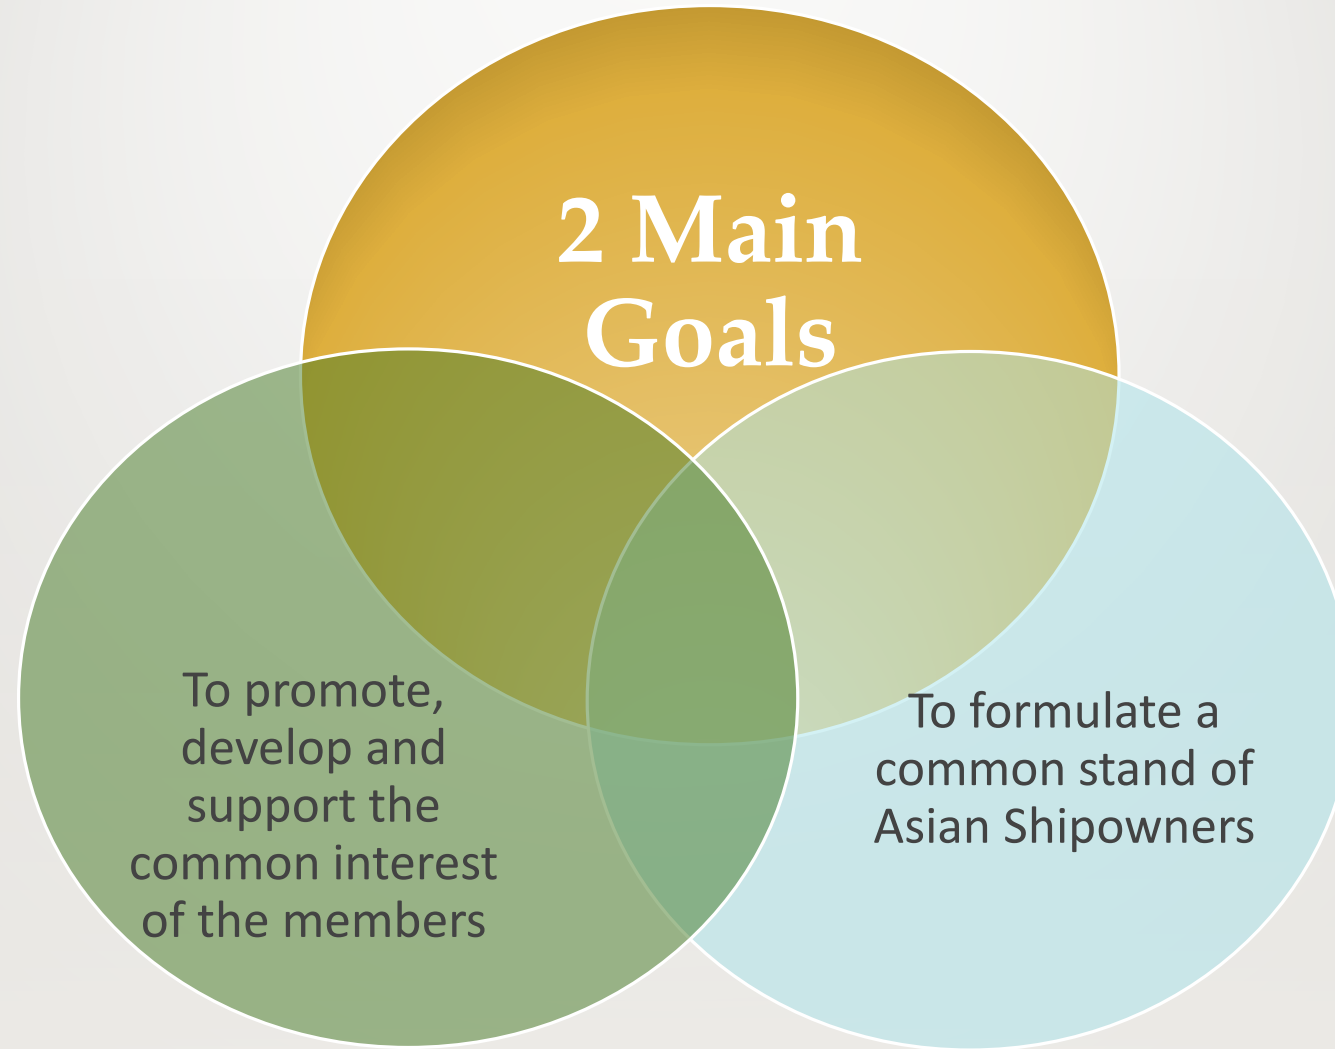 2 Main
Goals
To promote,
develop and
support the
common interest
of the members
To formulate a
common stand of
Asian Shipowners